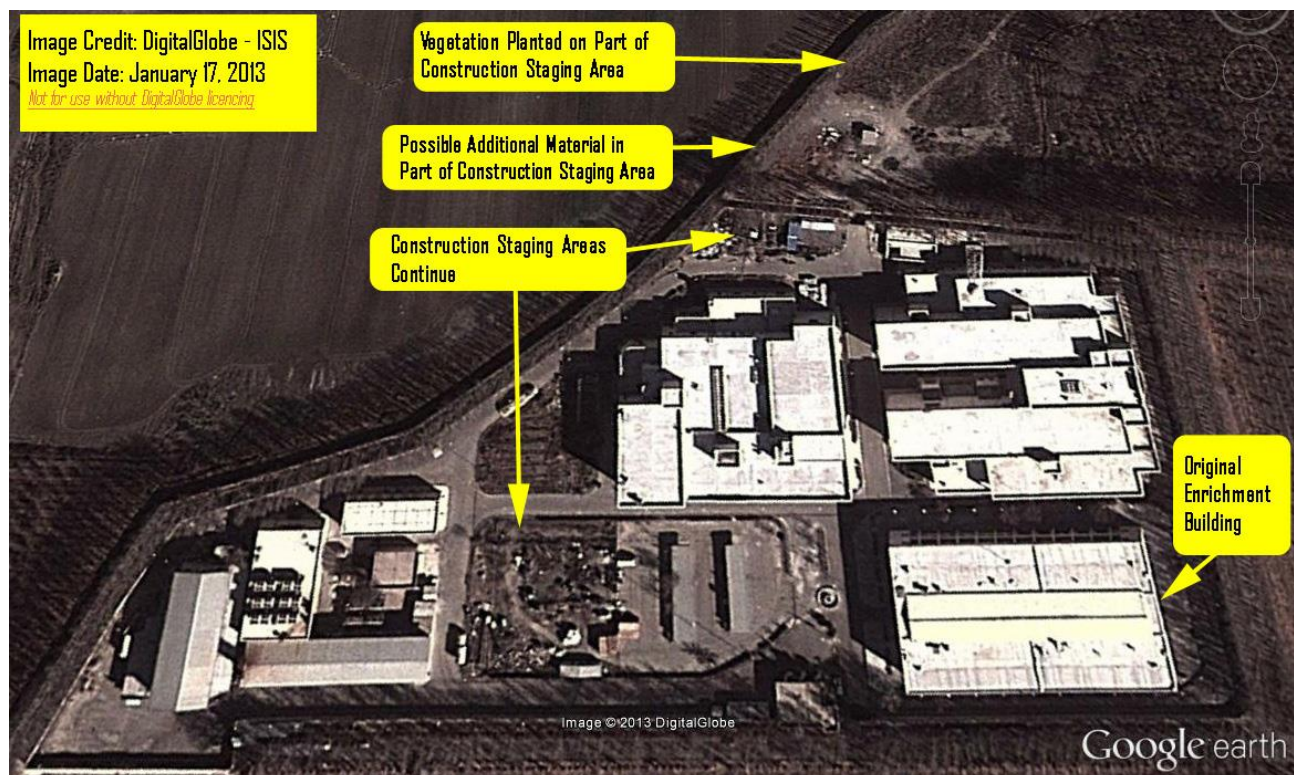 Image Credit: DigitalGlobe - ISIS
Image Date: January 17, 2013
Not for use without DigitalGlobe licencing
Vegetation Planted on Part of
Construction Staging Area
Possible Additional Material in
Part of Construction Staging Area
Construction Staging Areas
Continue
Original
Enrichment
Building
Image © 2013 DigitalGlobe
Google earth